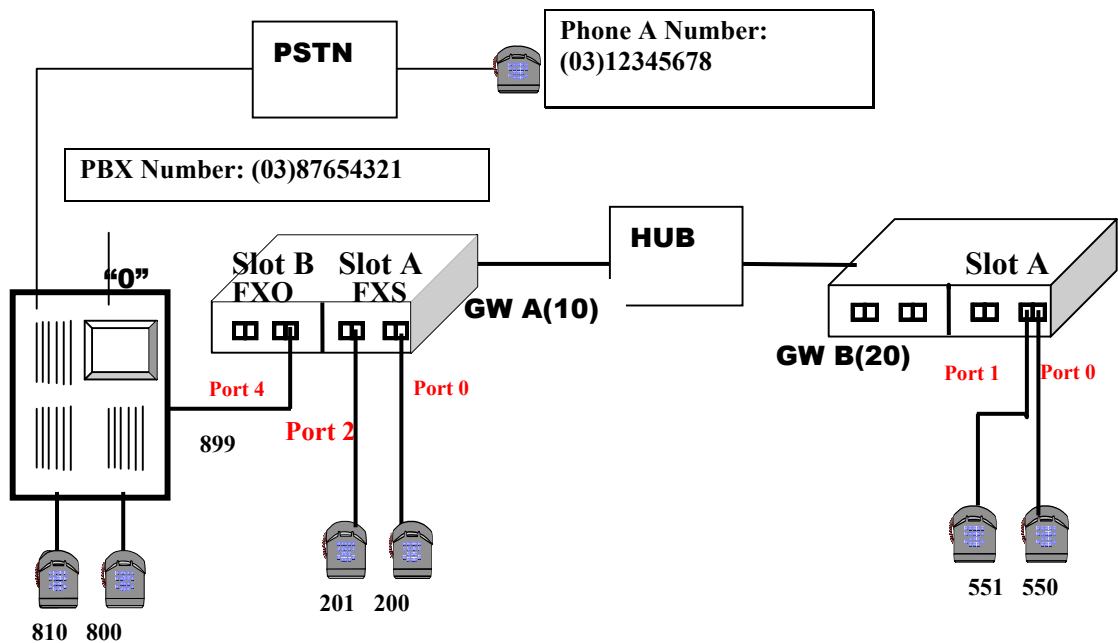 PSTN
Phone A Number:
(03)12345678
PBX Number: (03)87654321
HUB
"0"
Slot B
FXO
Slot A
FXS
GW A(10)
Slot A
GW B(20)
Port 4
Port 2
Port 0
Port 1
Port 0
899
810
800
201
200
551
550